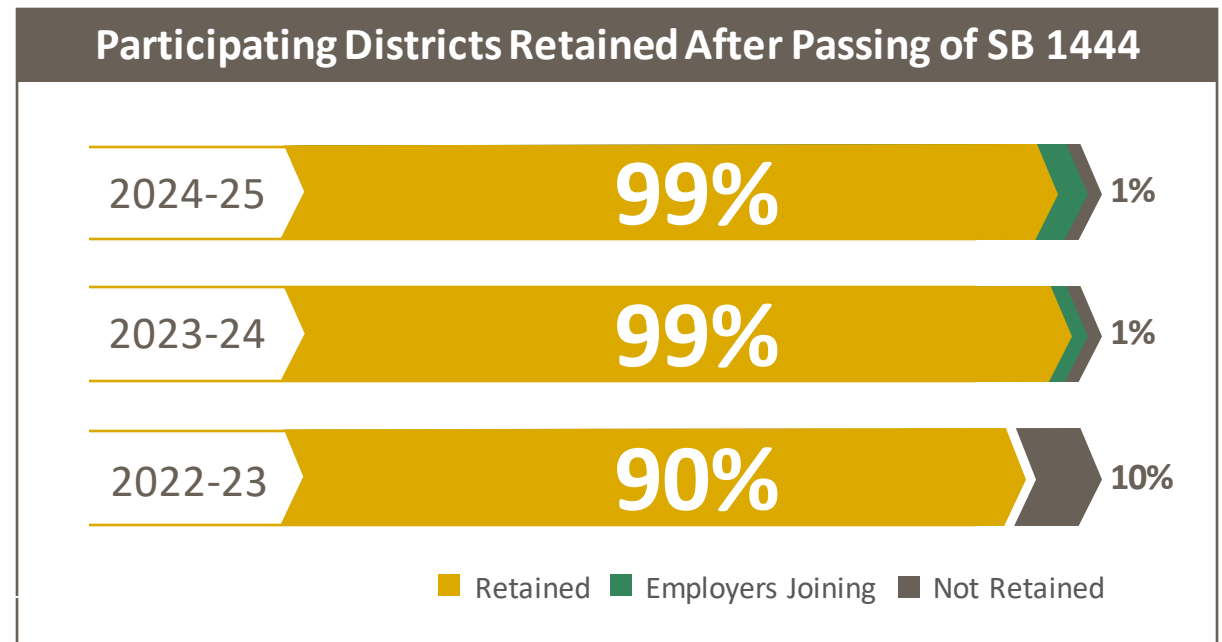 Participating Districts Retained After Passing of SB 1444
2024-25 99% 1%
2023-24 99% 1%
2022-23 90% 10%
Retained Employers Joining Not Retained